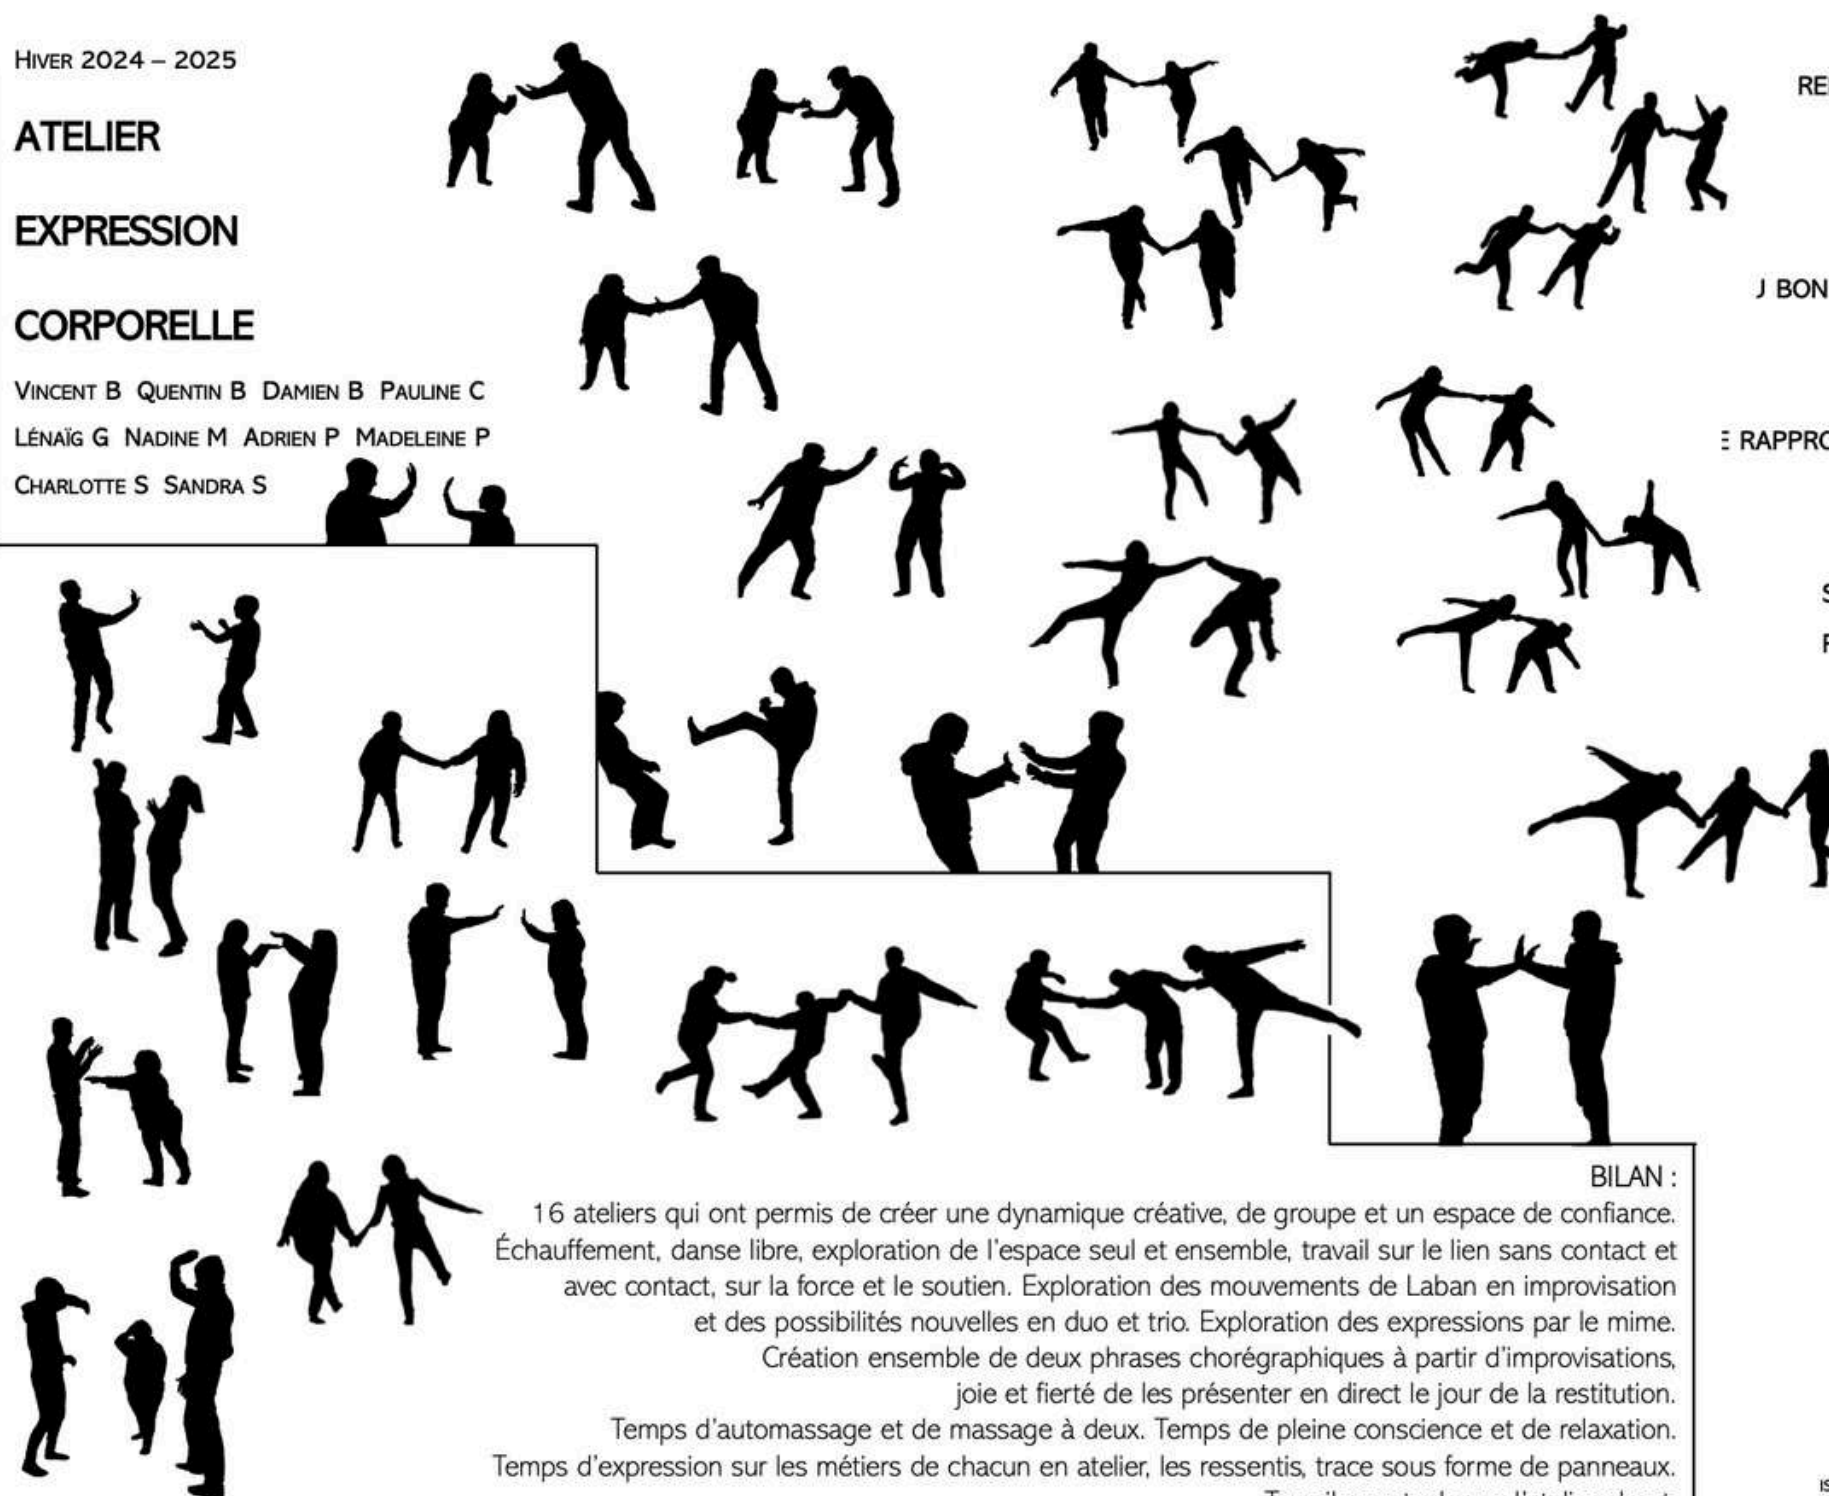 HIVER 2024 – 2025
ATELIER
EXPRESSION
CORPORELLE
VINCENT B QUENTIN B DAMIEN B PAULINE C
LÉNAÏG G NADINE M ADRIEN P MADELEINE P
CHARLOTTE S SANDRA S
J BON
E RAPPRO
BILAN :
16 ateliers qui ont permis de créer une dynamique créative, de groupe et un espace de confiance.
Échauffement, danse libre, exploration de l'espace seul et ensemble, travail sur le lien sans contact et
avec contact, sur la force et le soutien. Exploration des mouvements de Laban en improvisation
et des possibilités nouvelles en duo et trio. Exploration des expressions par le mime.
Création ensemble de deux phrases chorégraphiques à partir d'improvisations,
joie et fierté de les présenter en direct le jour de la restitution.
Temps d'automassage et de massage à deux. Temps de pleine conscience et de relaxation.
Temps d'expression sur les métiers de chacun en atelier, les ressentis, trace sous forme de panneaux.